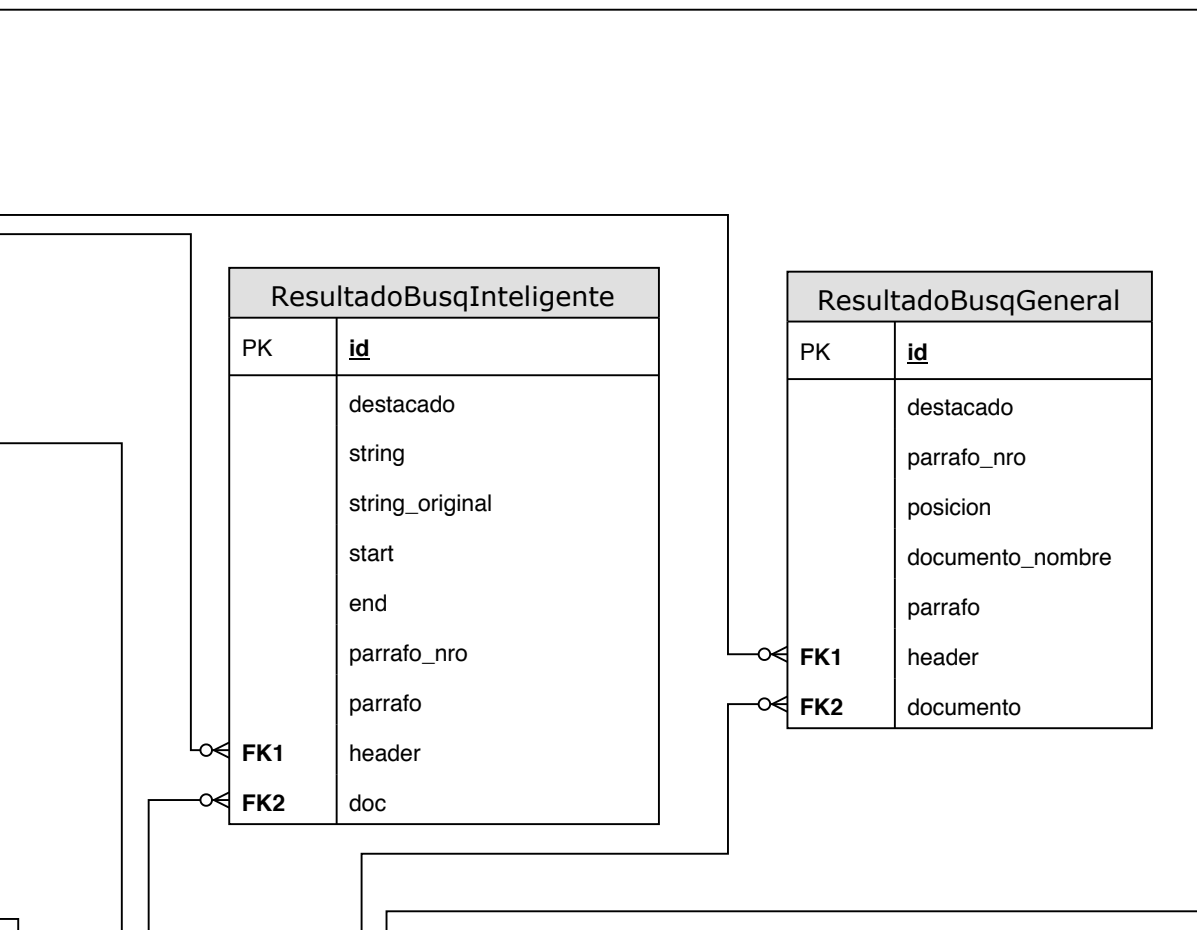 ResultadoBusqInteligente
PK id
destacado
string
string_original
start
end
parrafo_nro
parrafo
FK1 header
FK2 doc
ResultadoBusqGeneral
PK id
destacado
parrafo_nro
posicion
documento_nombre
parrafo
FK1 header
FK2 documento